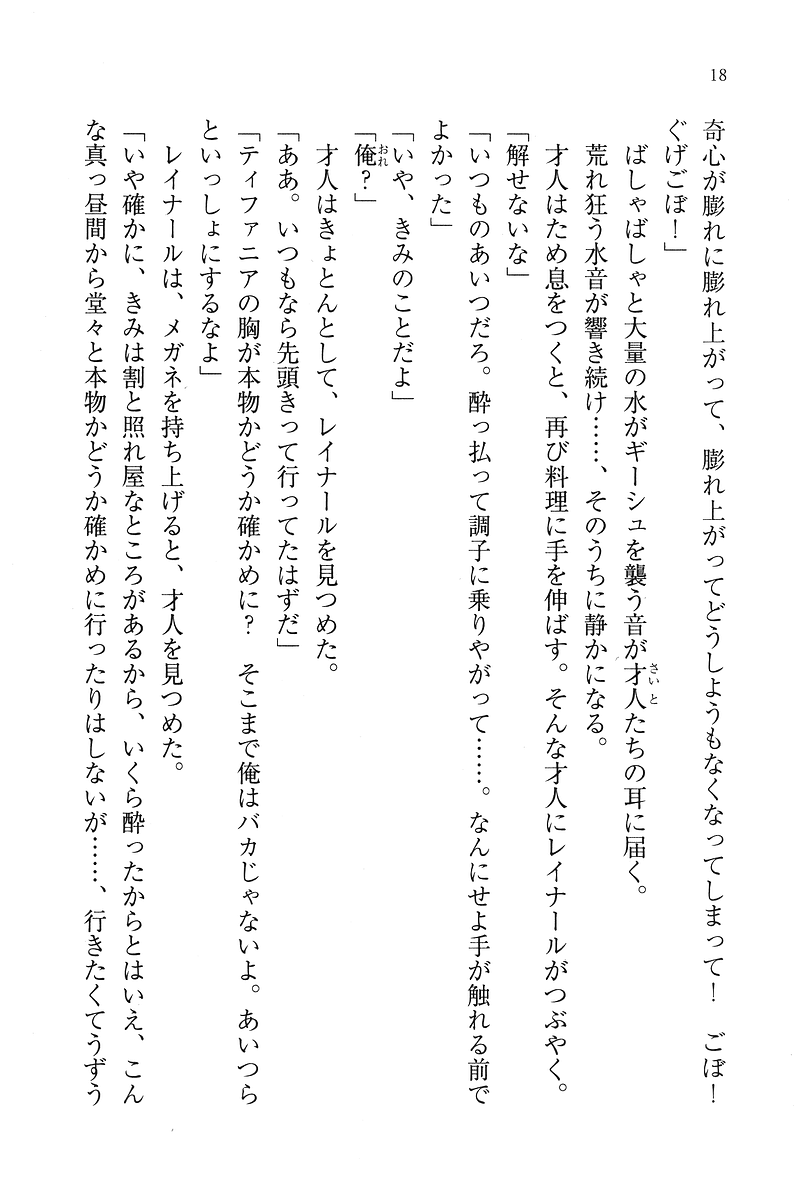 18
奇心が膨れに膨れ上がって、膨れ上がってどうしようもなくなってしまって！　ごぼ！
ぐげごぼ！」
　ばしゃばしゃと大量の水がギーシュを襲う音が才人たちの耳に届く。
さいと
　荒れ狂う水音が響き続け……、そのうちに静かになる。
　才人はため息をつくと、再び料理に手を伸ばす。そんな才人にレイナールがつぶやく。
「解せないな」
「いつものあいつだろ。酔っ払って調子に乗りやがって……。なんにせよ手が触れる前で
よかった」
「いや、きみのことだよ」
「俺？」
おれ
　才人はきょとんとして、レイナールを見つめた。
「ああ。いつもなら先頭きって行ってたはずだ」
「ティファニアの胸が本物かどうか確かめに？　そこまで俺はバカじゃないよ。あいつら
といっしょにするなよ」
　レイナールは、メガネを持ち上げると、才人を見つめた。
「いや確かに、きみは割と照れ屋なところがあるから、いくら酔ったからとはいえ、こん
な真っ昼間から堂々と本物かどうか確かめに行ったりはしないが……、行きたくてうずう